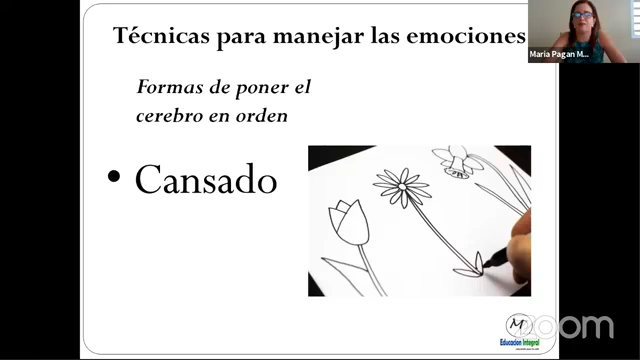 Técnicas para manejar las emociones
Maria Pagan M...
Formas de poner el
cerebro en orden
• Cansado
zoom
Educacion Integral